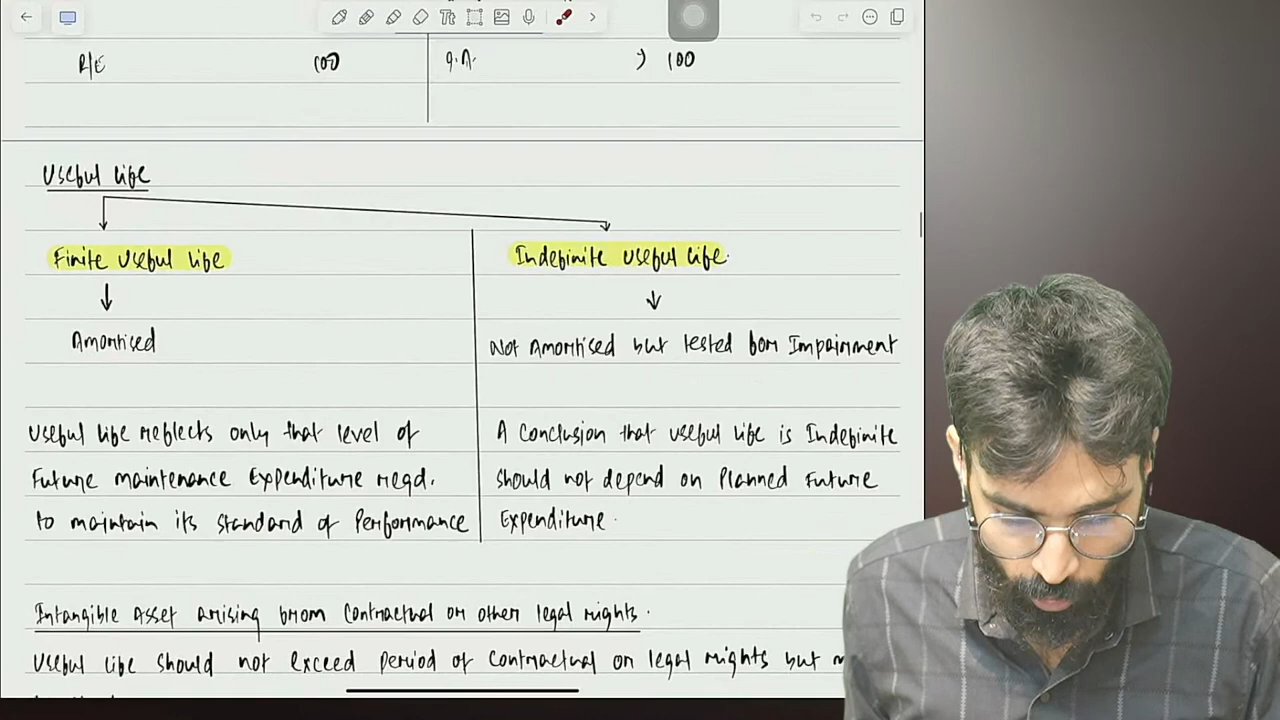 R/E 100 I.A. 100
Useful life
Finite Useful life
Indefinite Useful life.
Amortised
Not Amortised but tested for Impairment
Useful life reflects only that level of
Future maintenance Expenditure reqd.
to maintain its standard of Performance
A Conclusion that useful life is Indefinite
should not depend on Planned Future
Expenditure.
Intangible Asset arising from Contractual or other legal rights.
Useful life should not exceed period of Contractual or legal rights but